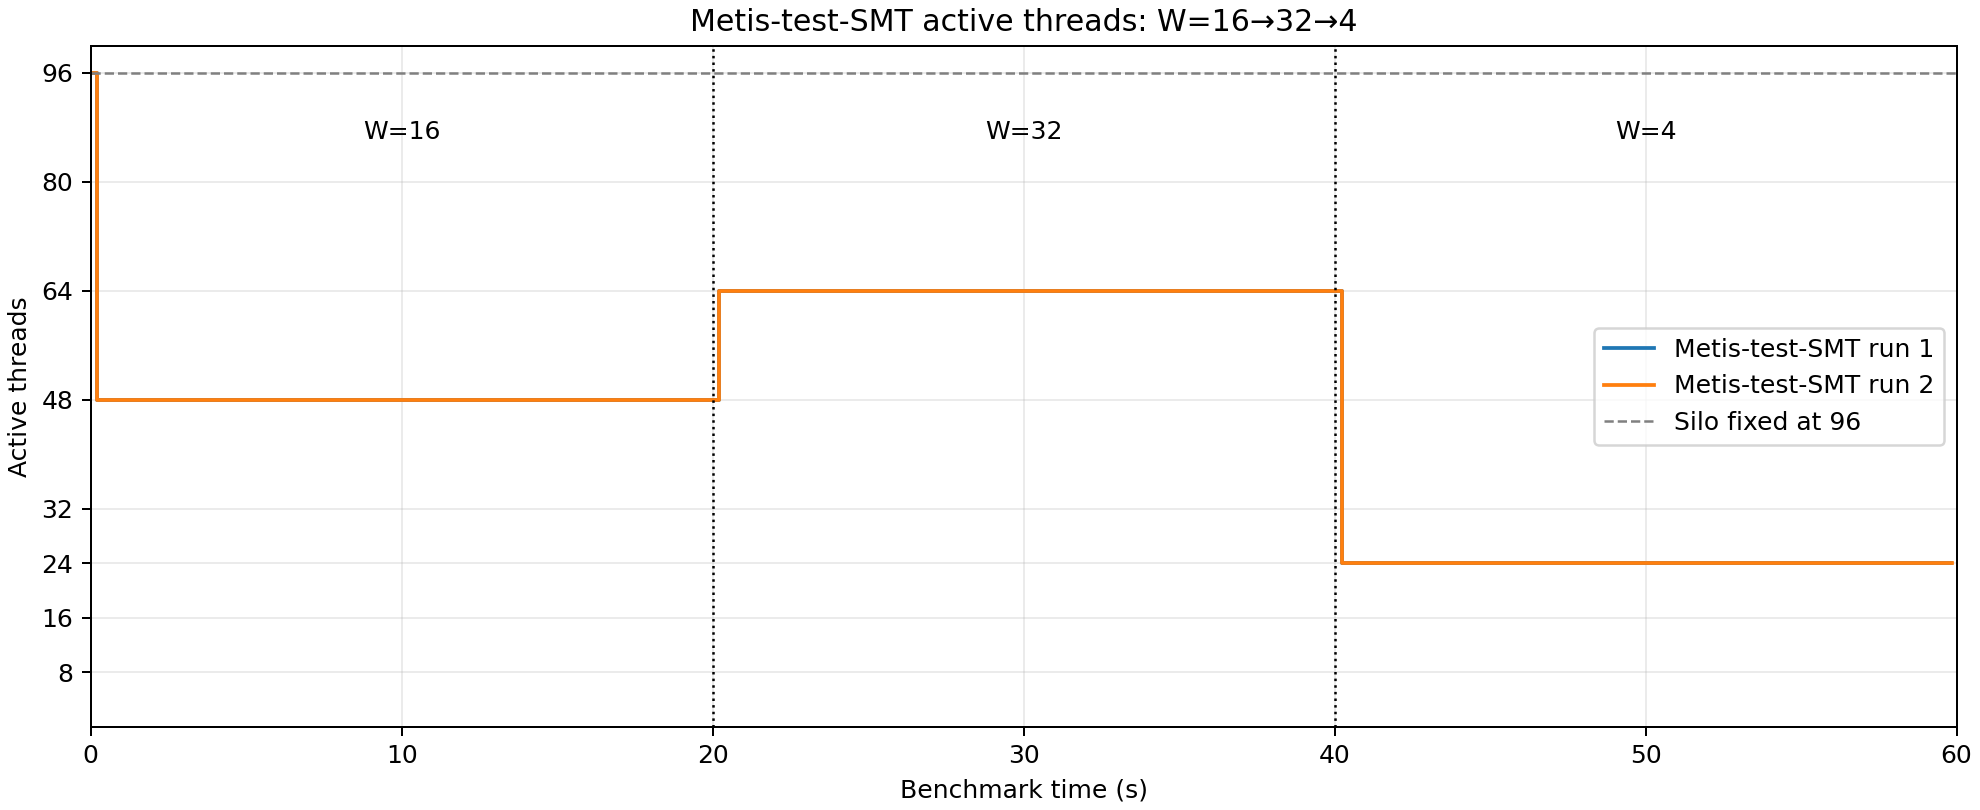 Metis-test-SMT active threads: W=16→32→4
96
W=16
W=32
W=4
80
64
Metis-test-SMT run 1
Metis-test-SMT run 2
Silo fixed at 96
48
32
24
16
8
Active threads
0
10
20
30
40
50
60
Benchmark time (s)